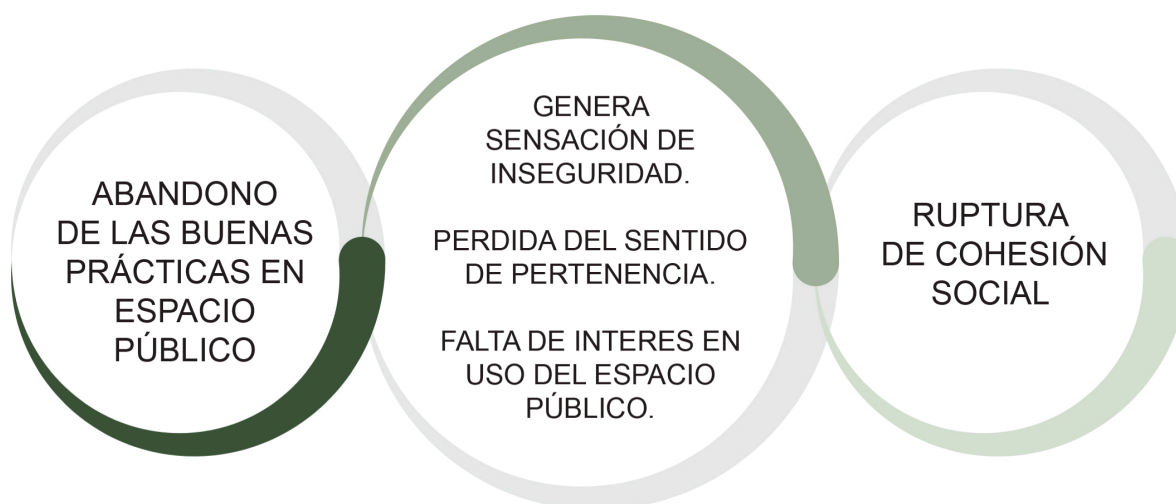 ABANDONO
DE LAS BUENAS
PRÁCTICAS EN
ESPACIO
PÚBLICO
GENERA
SENSACIÓN DE
INSEGURIDAD.
PERDIDA DEL SENTIDO
DE PERTENENCIA.
FALTA DE INTERES EN
USO DEL ESPACIO
PÚBLICO.
RUPTURA
DE COHESIÓN
SOCIAL